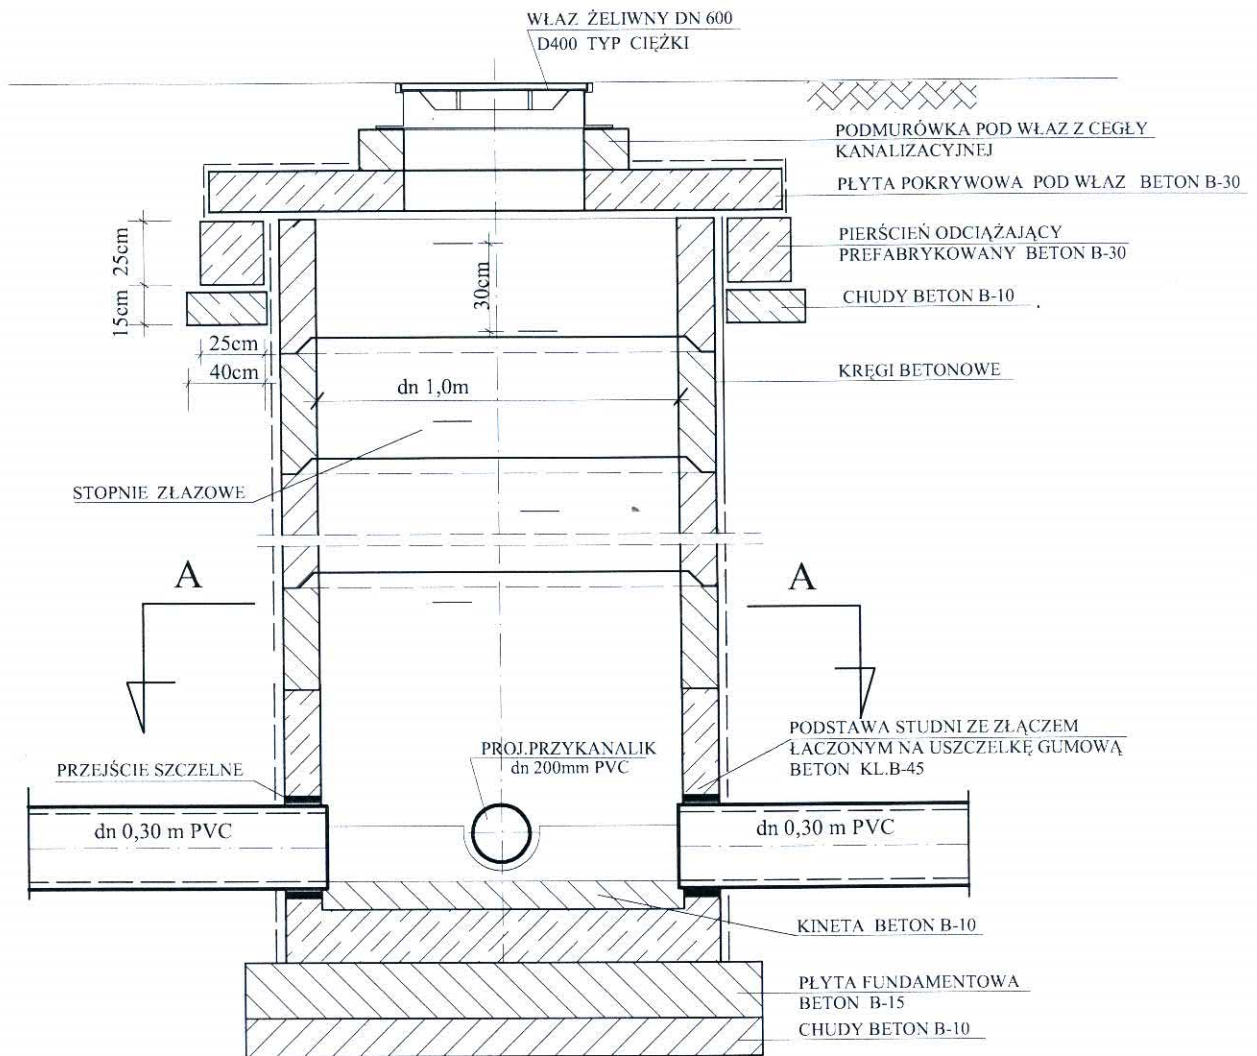 WŁAZ ŻELIWNY DN 600
D400 TYP CIĘŻKI
PODMURÓWKA POD WŁAZ Z CEGŁY
KANALIZACYJNEJ
PŁYTA POKRYWOWA POD WŁAZ BETON B-30
PIERŚCIEŃ ODCIĄŻAJĄCY
PREFABRYKOWANY BETON B-30
25cm
30cm
CHUDY BETON B-10
15cm
25cm
40cm
dn 1,0m
KRĘGI BETONOWE
STOPNIE ZŁAZOWE
A
A
PODSTAWA STUDNI ZE ZŁĄCZEM
ŁACZONYM NA USZCZELKĘ GUMOWĄ
BETON KL.B-45
PROJ.PRZYKANALIK
dn 200mm PVC
PRZEJŚCIE SZCZELNE
dn 0,30 m PVC
dn 0,30 m PVC
KINETA BETON B-10
PŁYTA FUNDAMENTOWA
BETON B-15
CHUDY BETON B-10